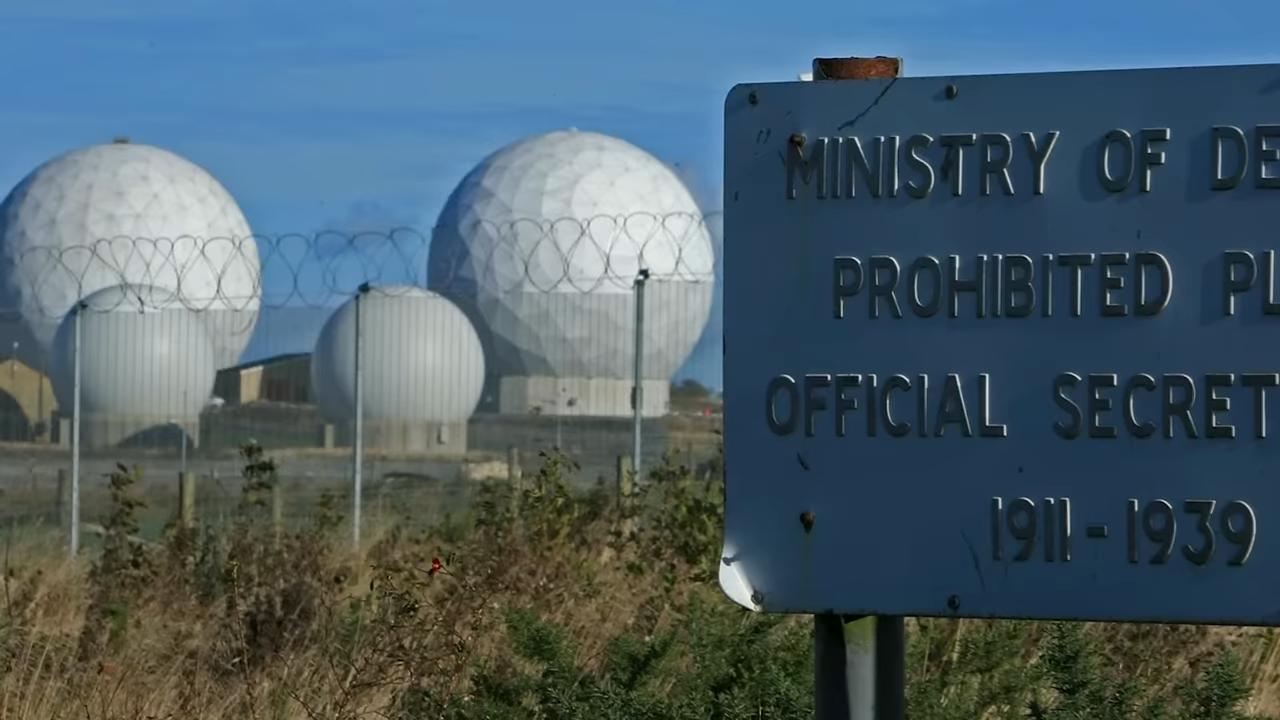 MINISTRY OF DE
PROHIBITED PL
OFFICIAL SECRET
1911-1939